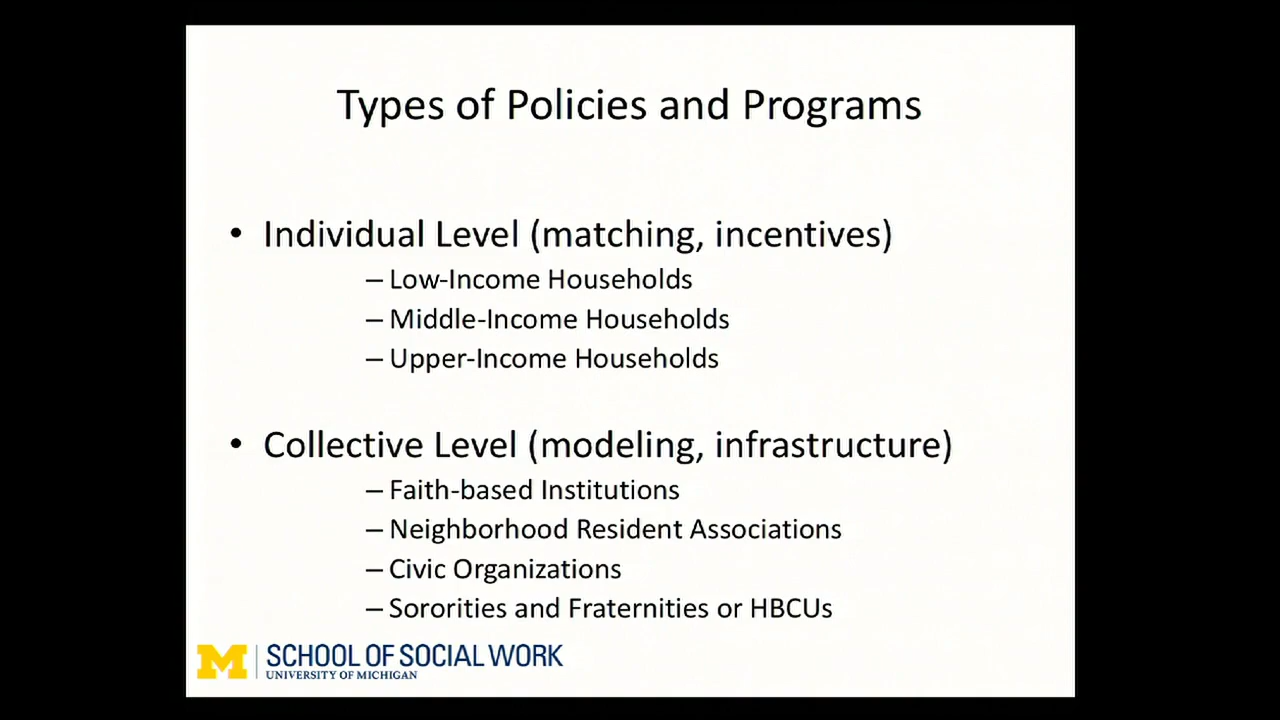 Types of Policies and Programs
• Individual Level (matching, incentives)
– Low-Income Households
– Middle-Income Households
– Upper-Income Households
• Collective Level (modeling, infrastructure)
– Faith-based Institutions
– Neighborhood Resident Associations
– Civic Organizations
– Sororities and Fraternities or HBCUs
M SCHOOL OF SOCIAL WORK
UNIVERSITY OF MICHIGAN